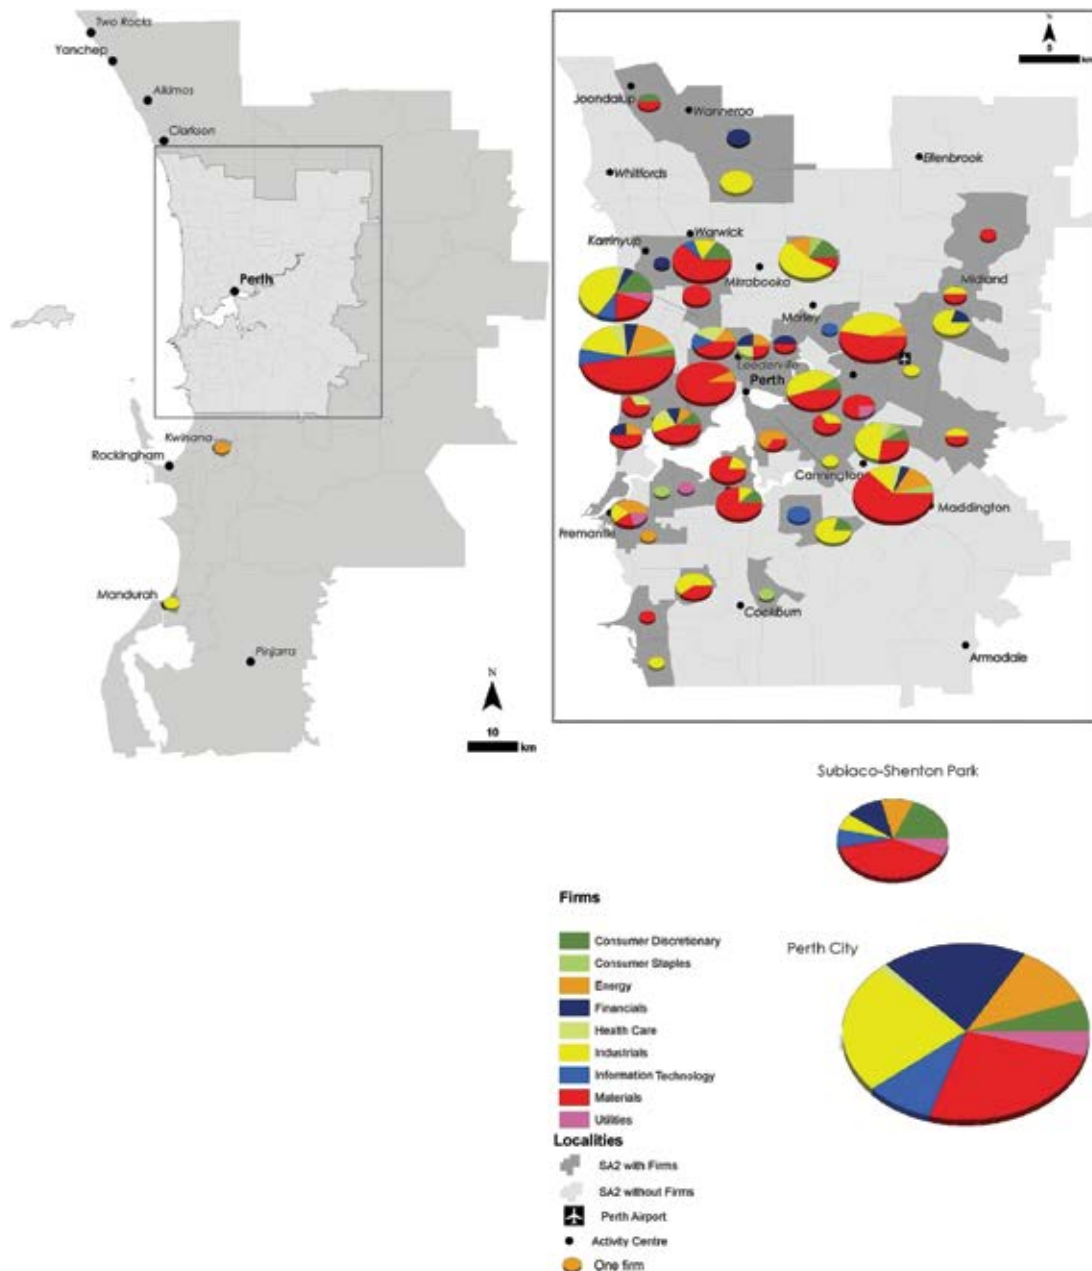 Two Rocks
Yanchep
Alkimos
Clarkson
Perth
Kwinana
Rockingham
Mandurah
Pinjarra
N
10
km
N
5
km
Joondalup
Wanneroo
Ellenbrook
Whitfords
Warwick
Karrinyup
Mirrabooka
Midland
Morley
Leederville
Perth
Cannington
Maddington
Fremantle
Cockburn
Armadale
Subiaco-Shenton Park
Perth City
Firms
Consumer Discretionary
Consumer Staples
Energy
Financials
Health Care
Industrials
Information Technology
Materials
Utilities
Localities
SA2 with Firms
SA2 without Firms
Perth Airport
Activity Centre
One firm